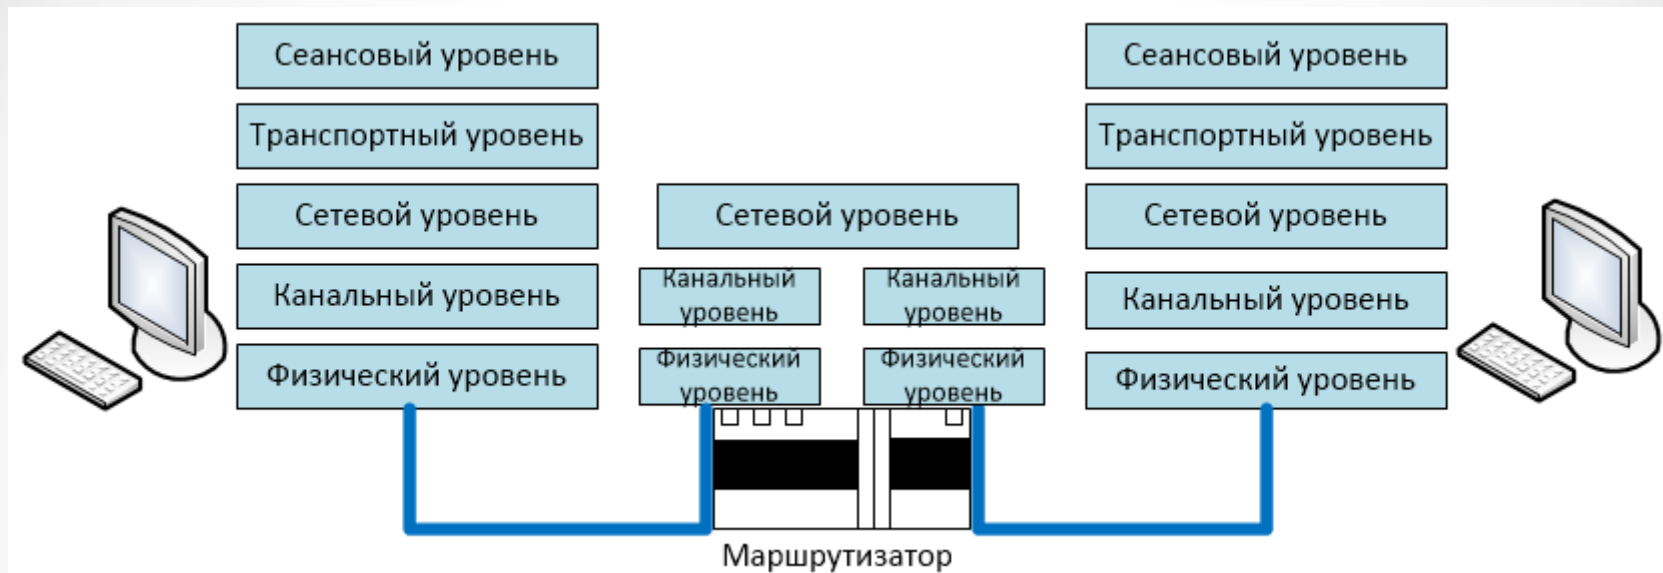 Сеансовый уровень
Сеансовый уровень
Транспортный уровень
Транспортный уровень
Сетевой уровень
Сетевой уровень
Сетевой уровень
Канальный уровень
Канальный
уровень
Канальный
уровень
Канальный уровень
Физический уровень
Физический
уровень
Физический
уровень
Физический уровень
Маршрутизатор